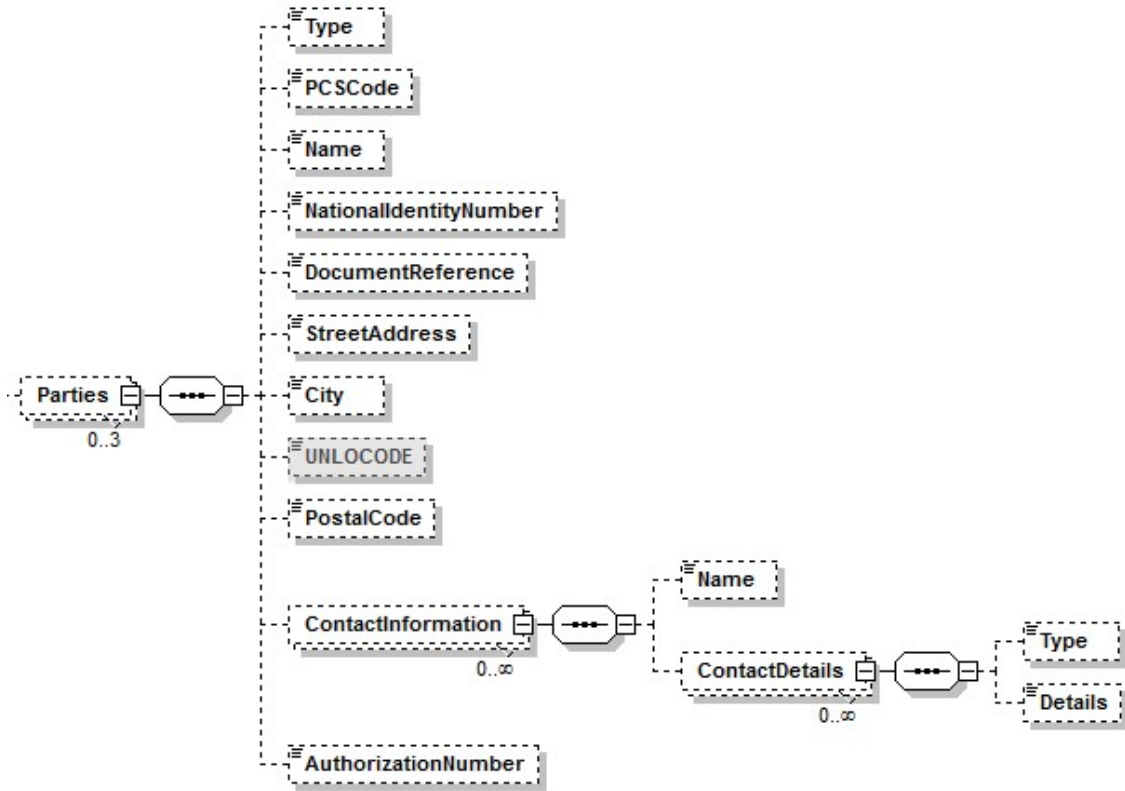 Type
PCSCode
Name
NationalIdentityNumber
DocumentReference
StreetAddress
Parties
0..3
City
UNLOCODE
PostalCode
ContactInformation
0..∞
Name
ContactDetails
0..∞
Type
Details
AuthorizationNumber